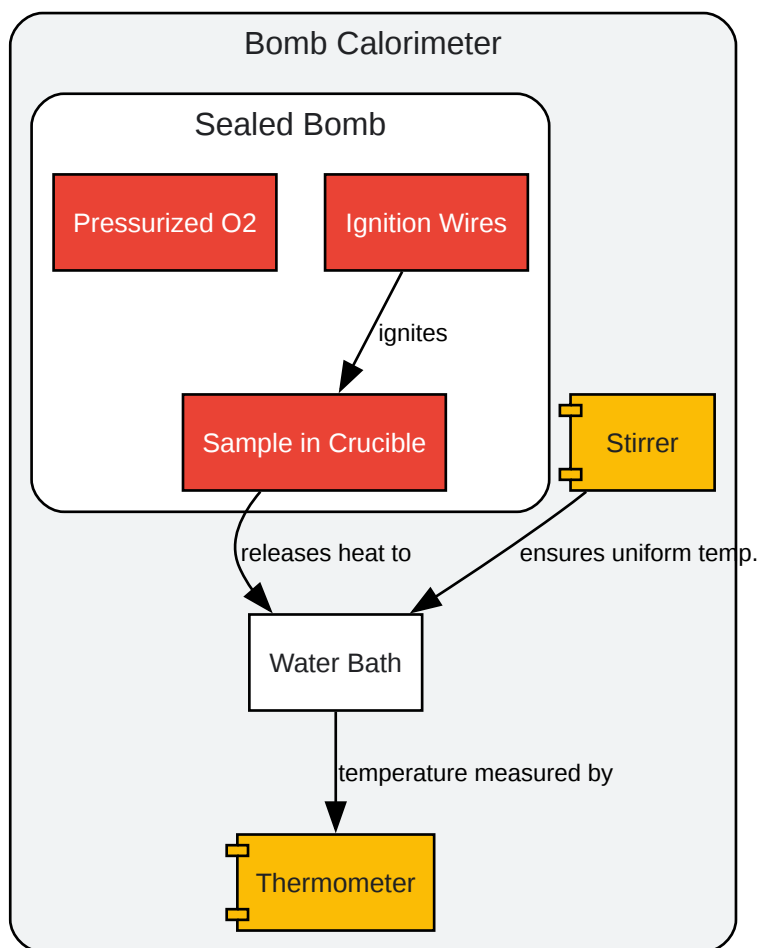 Bomb Calorimeter
Sealed Bomb
Pressurized O2
Ignition Wires
ignites
Sample in Crucible
Stirrer
releases heat to
ensures uniform temp.
Water Bath
temperature measured by
Thermometer